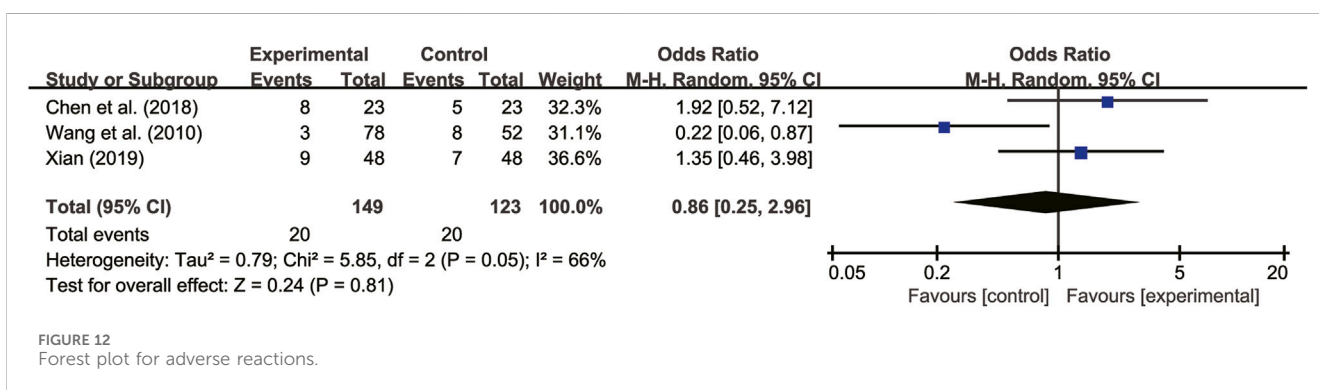 Experimental Control Odds Ratio Odds Ratio
Study or Subgroup Events Total Events Total Weight M-H. Random. 95% CI M-H. Random. 95% CI
Chen et al. (2018) 8 23 5 23 32.3% 1.92 [0.52, 7.12]
Wang et al. (2010) 3 78 8 52 31.1% 0.22 [0.06, 0.87]
Xian (2019) 9 48 7 48 36.6% 1.35 [0.46, 3.98]
Total (95% CI) 149 123 100.0% 0.86 [0.25, 2.96]
Total events 20 20
Heterogeneity: Tau² = 0.79; Chi² = 5.85, df = 2 (P = 0.05); I² = 66%
Test for overall effect: Z = 0.24 (P = 0.81)
0.05 0.2 1 5 20
Favours [control] Favours [experimental]
FIGURE 12
Forest plot for adverse reactions.